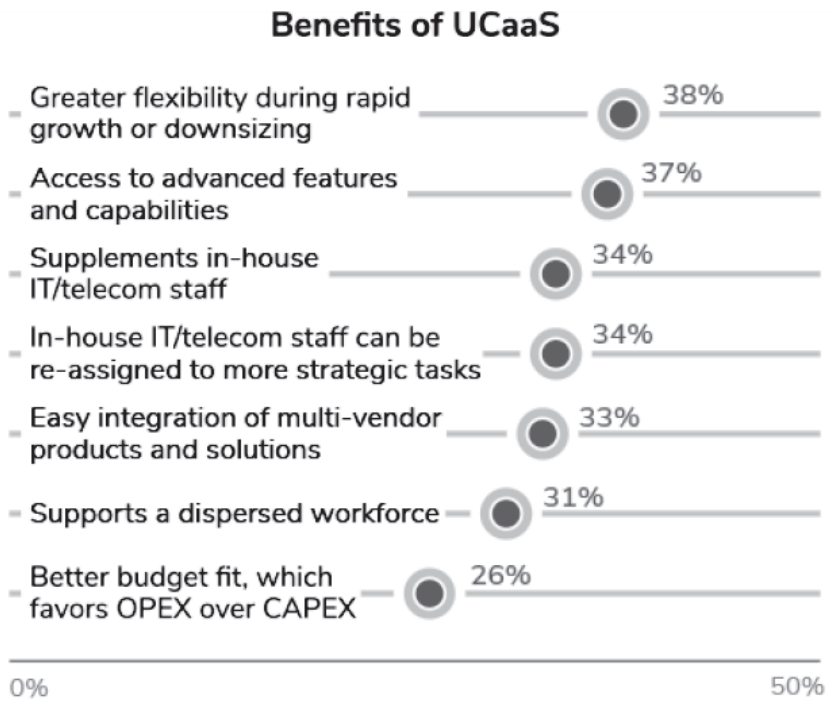 Benefits of UCaaS
Greater flexibility during rapid
growth or downsizing
38%
Access to advanced features
and capabilities
37%
Supplements in-house
IT/telecom staff
34%
In-house IT/telecom staff can be
re-assigned to more strategic tasks
34%
Easy integration of multi-vendor
products and solutions
33%
Supports a dispersed workforce
31%
Better budget fit, which
favors OPEX over CAPEX
26%
0%
50%